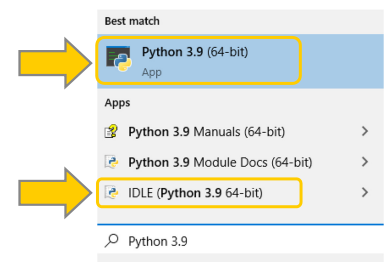 Best match
Python 3.9 (64-bit)
App
Apps
Python 3.9 Manuals (64-bit)
Python 3.9 Module Docs (64-bit)
IDLE (Python 3.9 64-bit)
Python 3.9